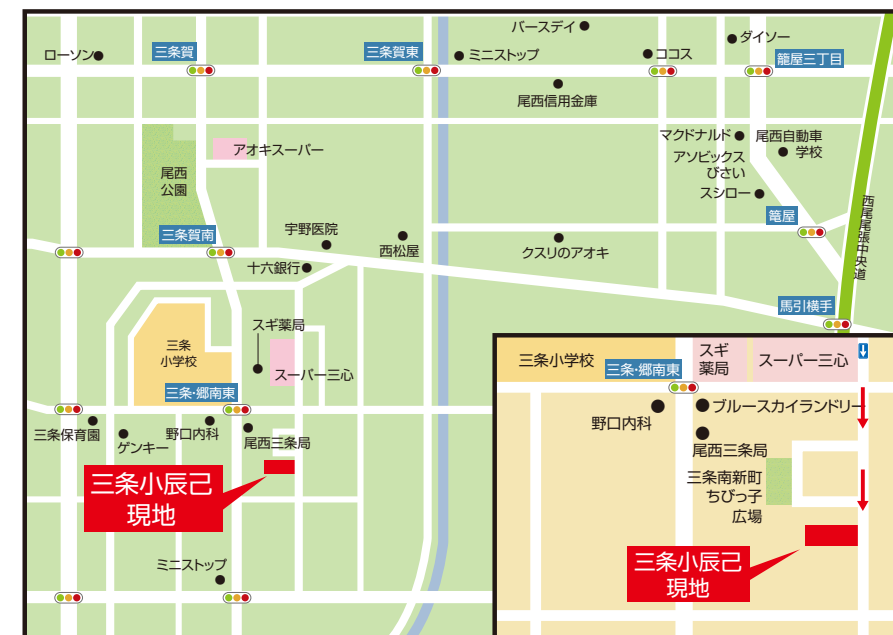 バースデイ
ダイソー
ローソン
三条賀
三条賀東
ミニストップ
ココス
籠屋三丁目
尾西信用金庫
マクドナルド
尾西自動車
学校
アオキスーパー
アソビックス
びさい
尾西
公園
スシロー
西尾尾張中央道
篭屋
三条賀南
宇野医院
西松屋
クスリのアオキ
十六銀行
馬引横手
スギ薬局
三条
小学校
スーパー三心
三条・郷南東
三条保育園
ゲンキー
野口内科
尾西三条局
三条小辰己
現地
ミニストップ
三条小学校
三条・郷南東
スギ
薬局
スーパー三心
野口内科
ブルースカイランドリー
尾西三条局
三条南新町
ちびっ子
広場
三条小辰己
現地